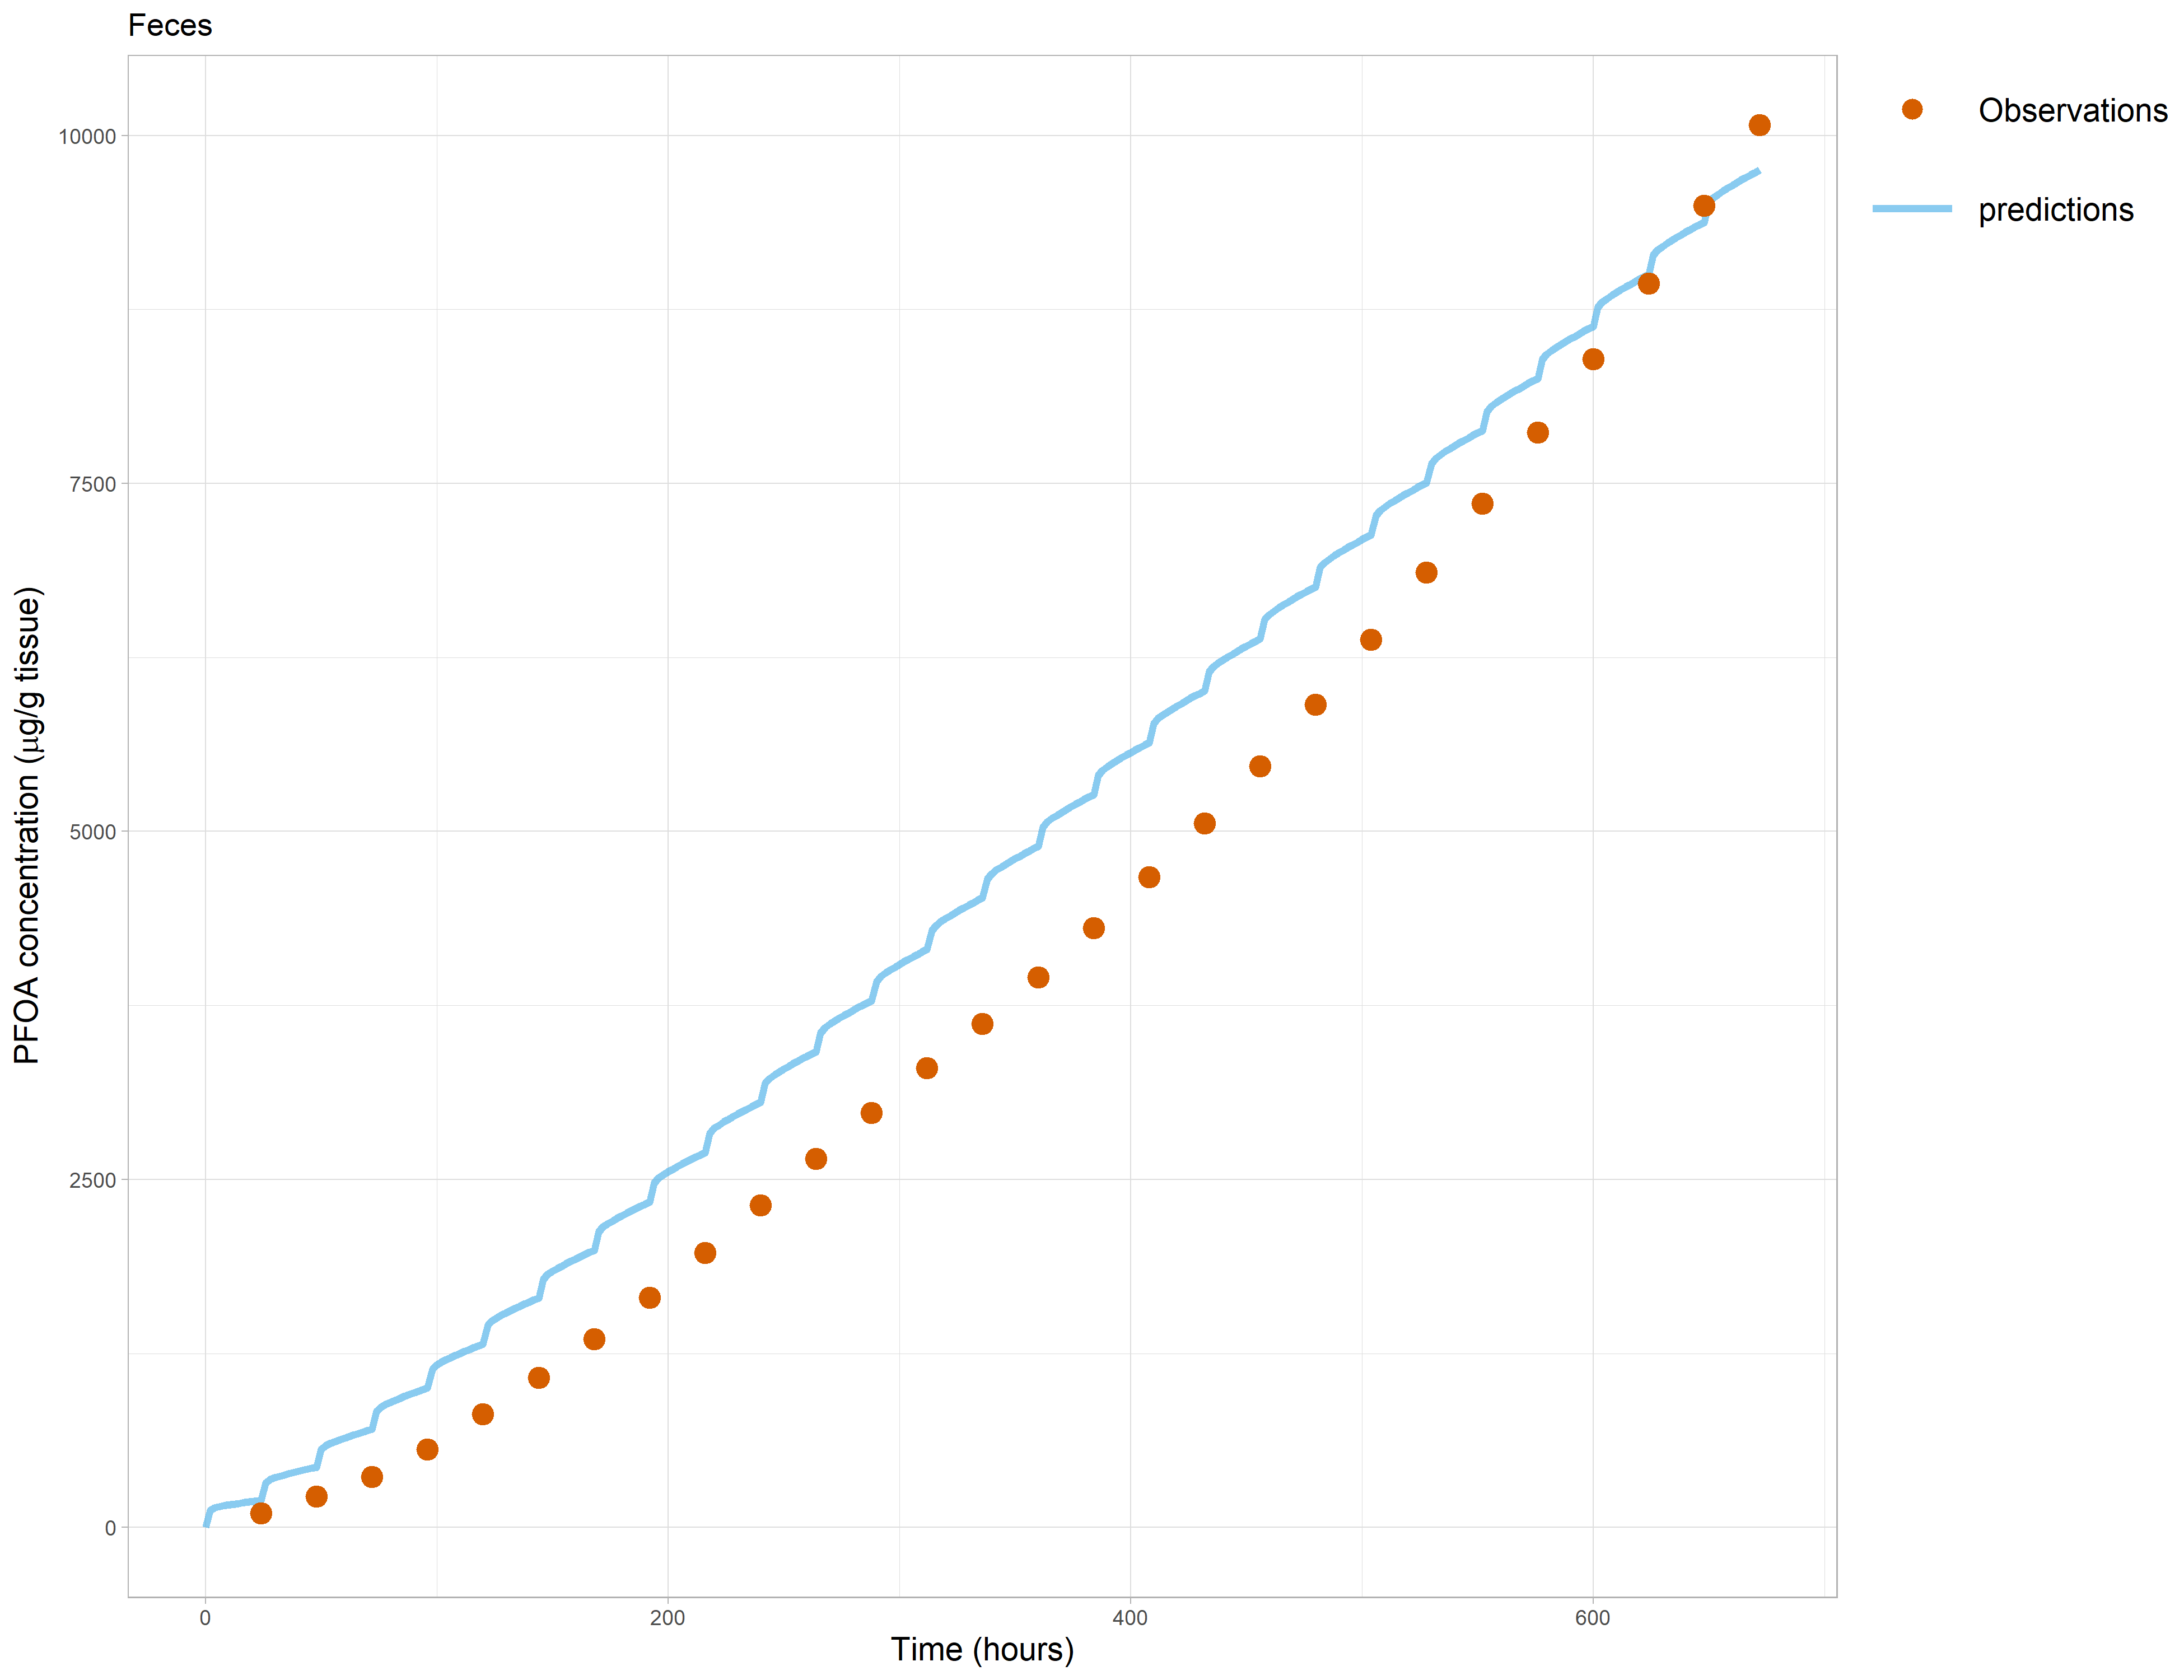 Feces
Observations
predictions
PFOA concentration (μg/g tissue)
10000
7500
5000
2500
0
0 200 400 600
Time (hours)